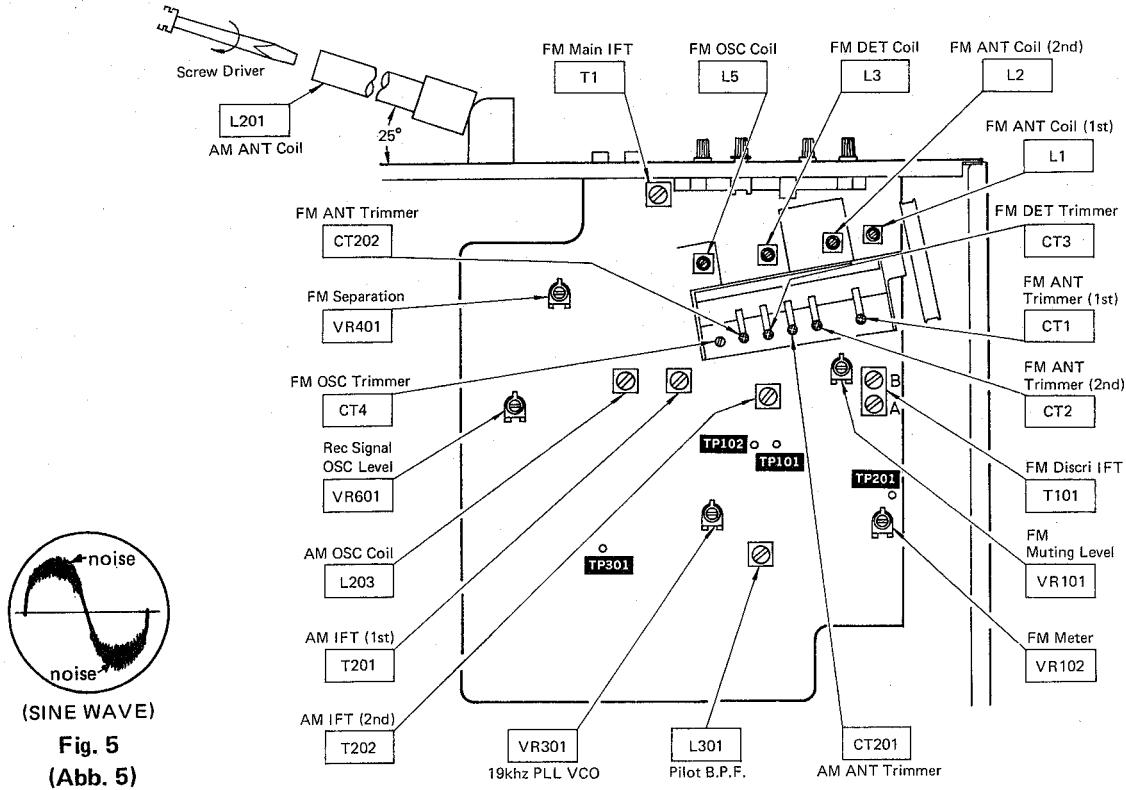 Screw Driver
L201
AM ANT Coil
25°
FM Main IFT
T1
FM OSC Coil
L5
FM DET Coil
L3
FM ANT Coil (2nd)
L2
FM ANT Coil (1st)
L1
FM DET Trimmer
CT3
FM ANT
Trimmer (1st)
CT1
FM ANT
Trimmer (2nd)
CT2
FM Discri IFT
T101
FM
Muting Level
VR101
FM Meter
VR102
FM ANT Trimmer
CT202
FM Separation
VR401
FM OSC Trimmer
CT4
Rec Signal
OSC Level
VR601
AM OSC Coil
L203
AM IFT (1st)
T201
AM IFT (2nd)
T202
B
A
TP102
TP101
TP201
TP301
VR301
19khz PLL VCO
L301
Pilot B.P.F.
CT201
AM ANT Trimmer
noise
noise
(SINE WAVE)
Fig. 5
(Abb. 5)